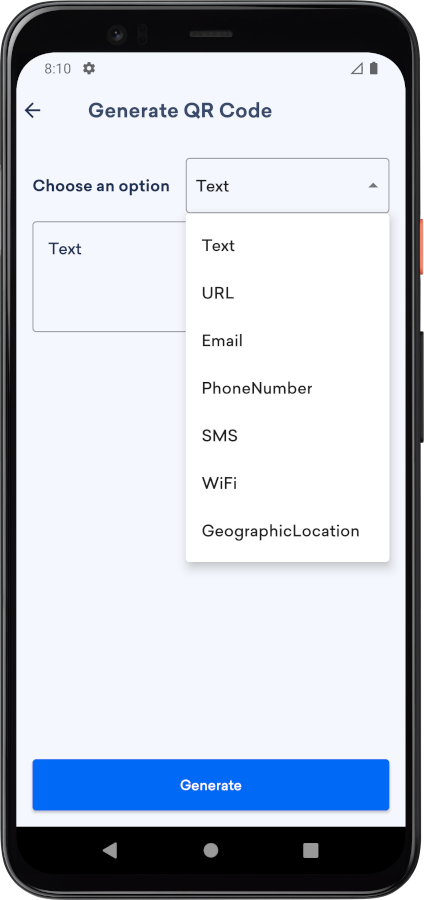 8:10
Generate QR Code
Choose an option
Text
Text
Text
URL
Email
PhoneNumber
SMS
WiFi
GeographicLocation
Generate